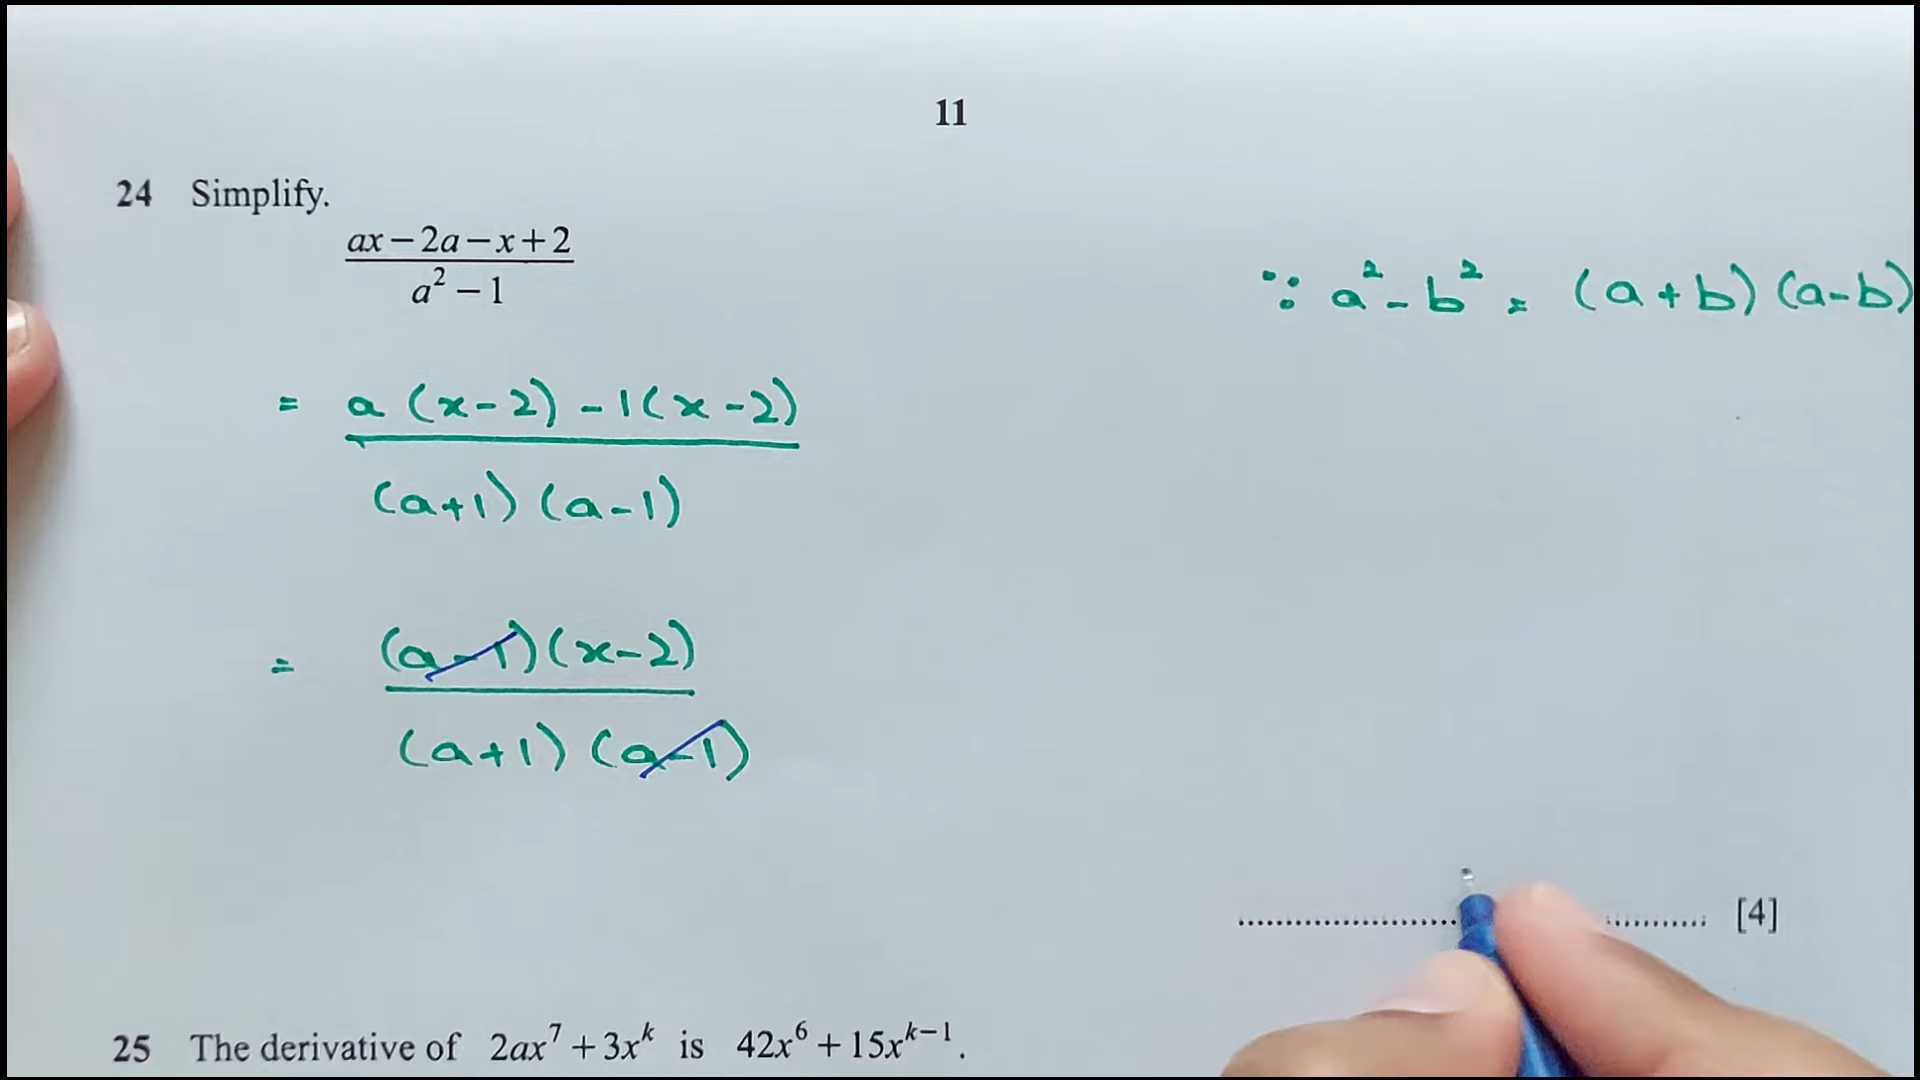 11
24 Simplify.
ax − 2a − x + 2
a² − 1
∵ a² - b² = (a + b) (a - b)
= a (x - 2) - 1 (x - 2)
(a + 1) (a - 1)
= (a - 1) (x - 2)
(a + 1) (a - 1)
.............................. [4]
25 The derivative of 2ax⁷ + 3xᵏ is 42x⁶ + 15xᵏ⁻¹.